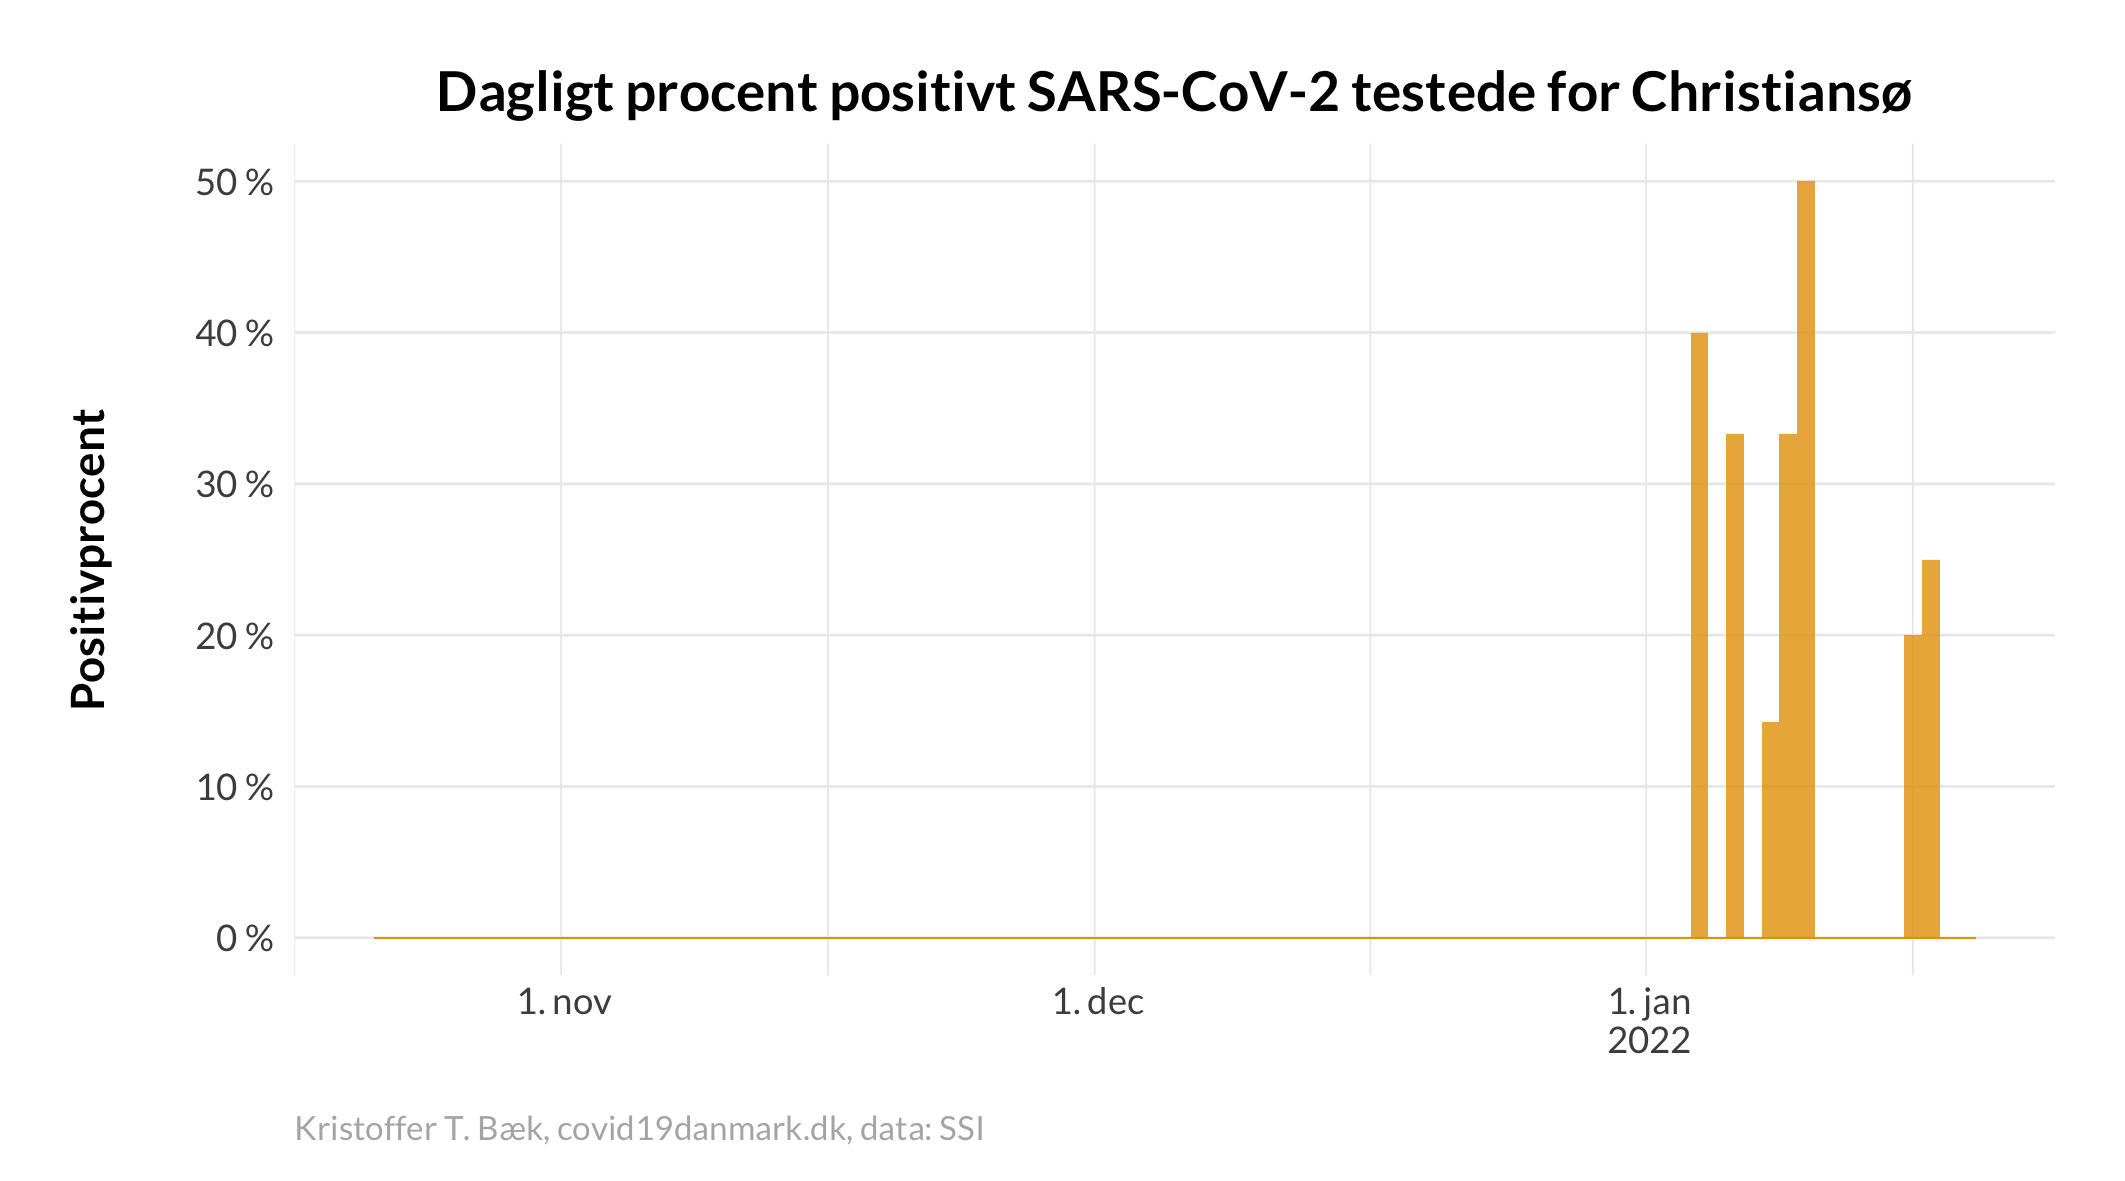 Dagligt procent positivt SARS-CoV-2 testede for Christiansø
Positivprocent
50 %
40 %
30 %
20 %
10 %
0 %
1. nov
1. dec
1. jan
2022
Kristoffer T. Bæk, covid19danmark.dk, data: SSI